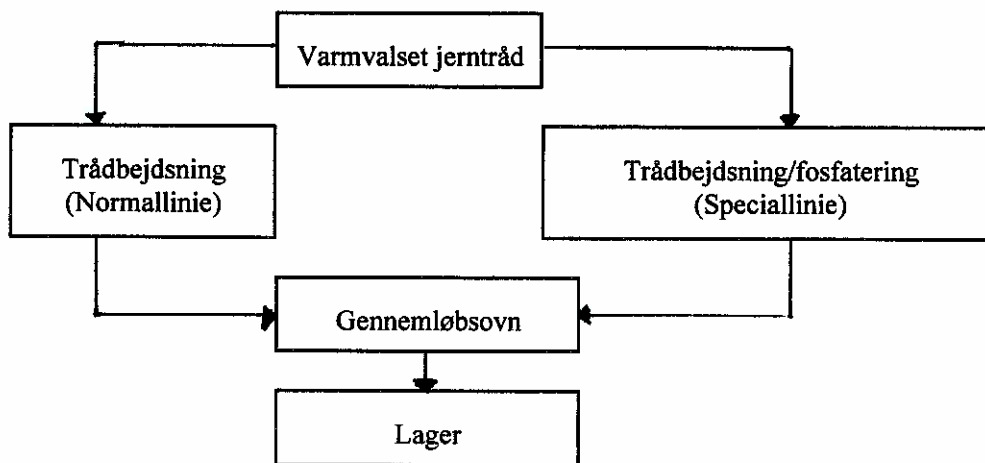 Varmvalset jerntråd
Trådbejdsning
(Normallinie)
Trådbejdsning/fosfatering
(Speciallinie)
Gennemløbsovn
Lager